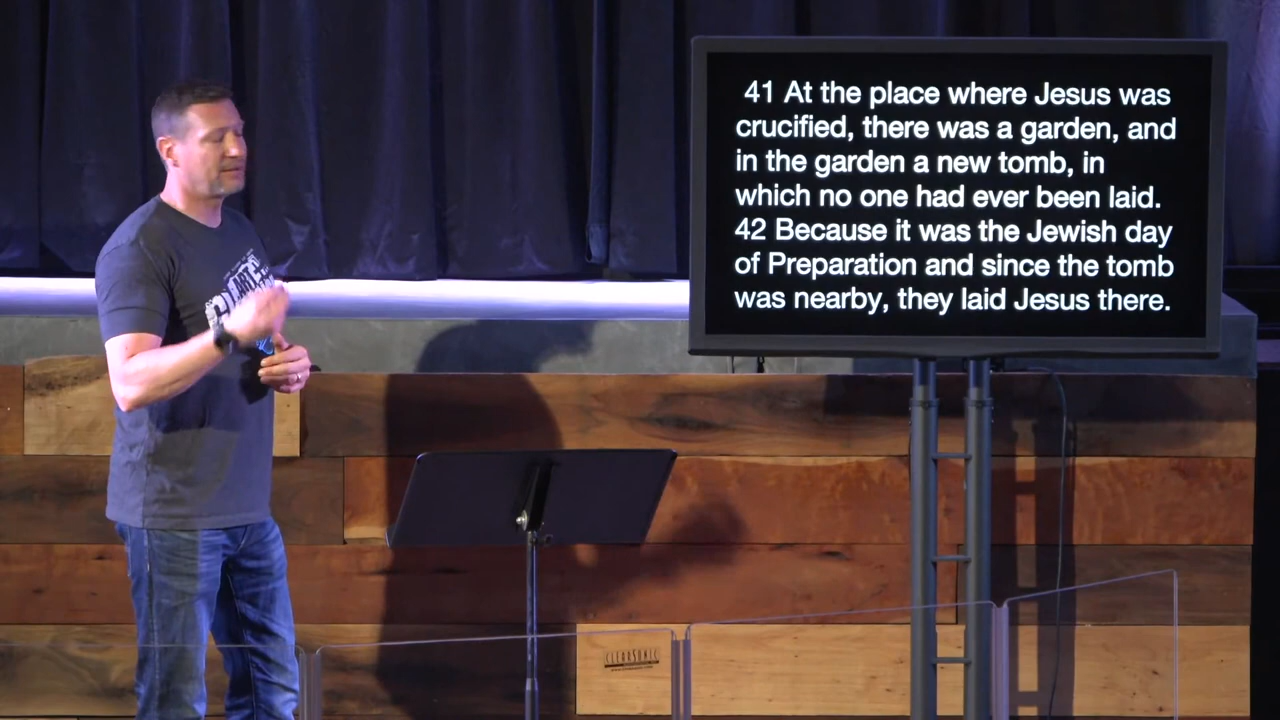 41 At the place where Jesus was
crucified, there was a garden, and
in the garden a new tomb, in
which no one had ever been laid.
42 Because it was the Jewish day
of Preparation and since the tomb
was nearby, they laid Jesus there.
CLEARSONIC